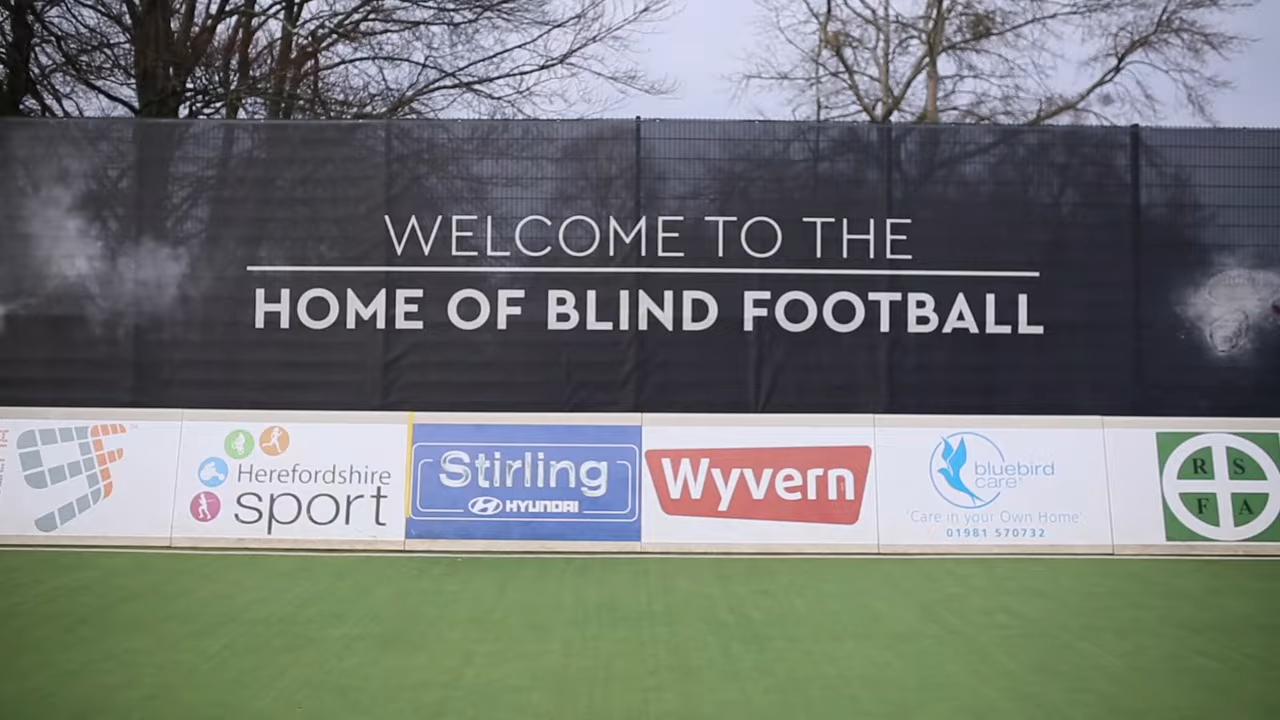 WELCOME TO THE
HOME OF BLIND FOOTBALL
Herefordshire
sport
Stirling
HYUNDAI
Wyvern
bluebird
care
'Care in your Own Home'
01981 570732
R S
F A